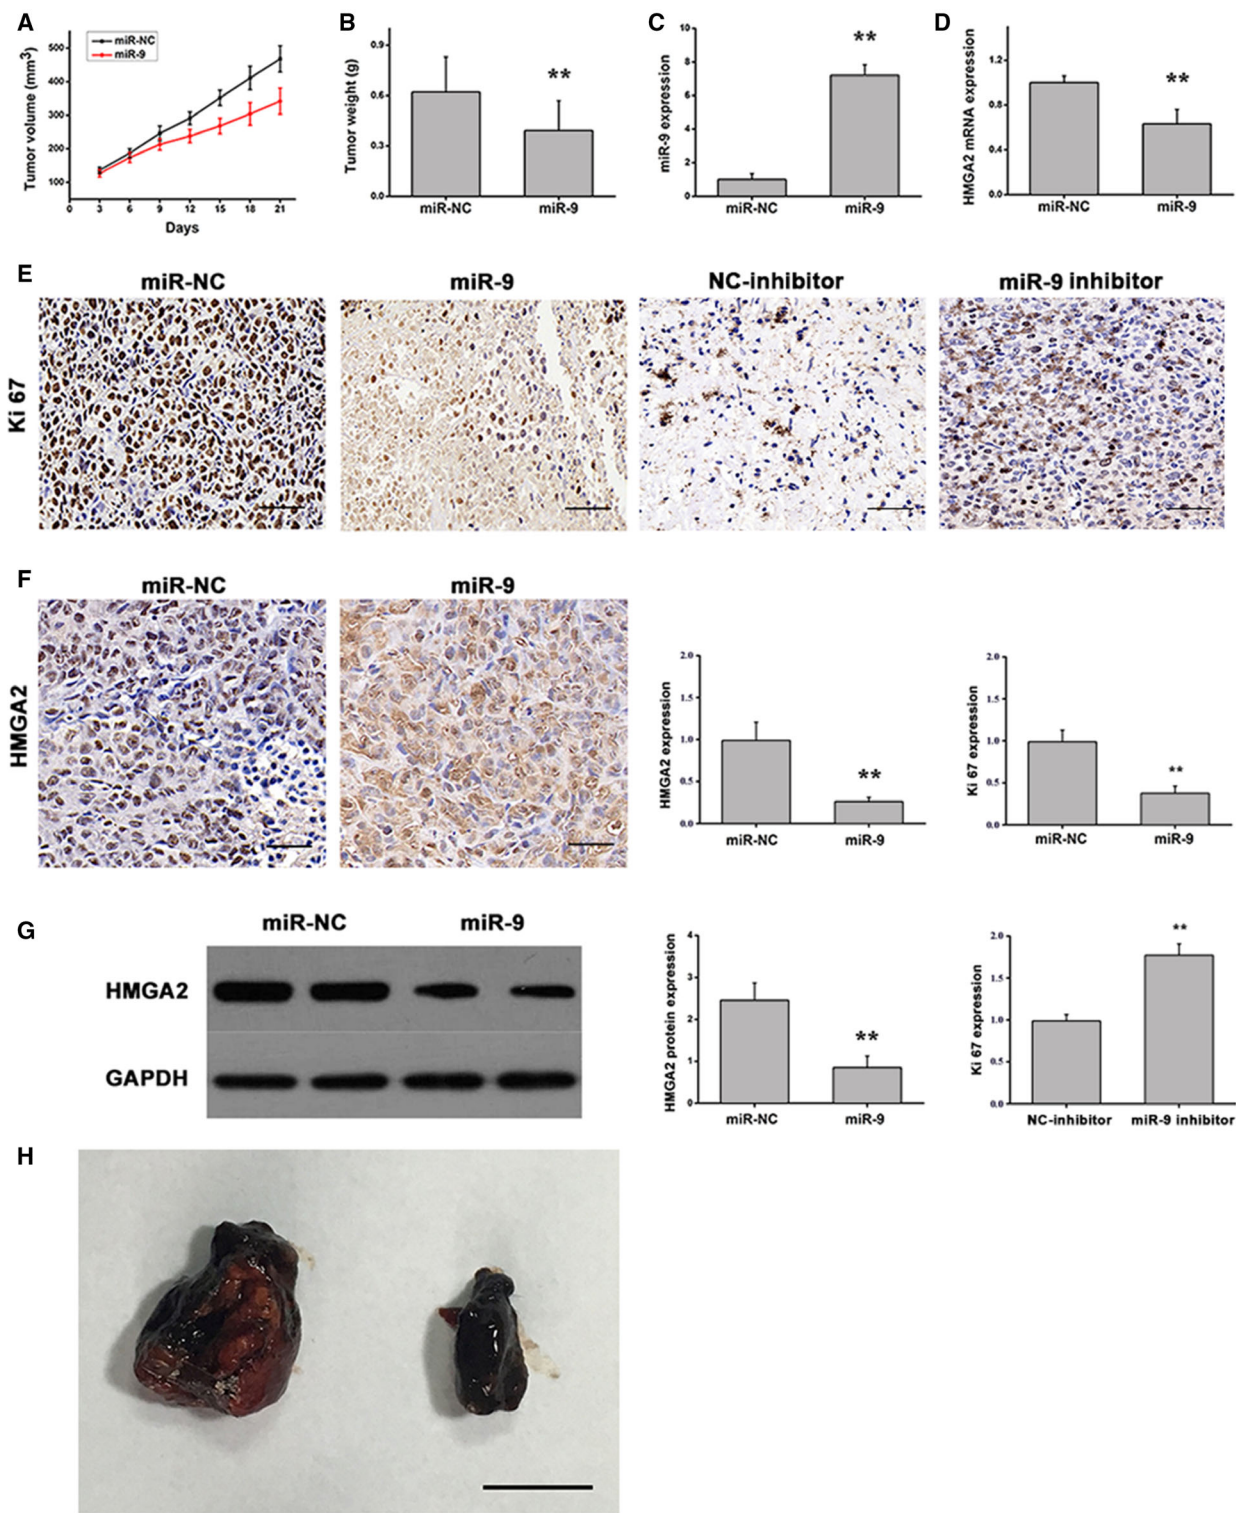 A
Tumor volume (mm3)
500
400
300
200
100
0
3
6
9
12
15
18
21
Days
miR-NC
miR-9
B
Tumor weight (g)
0.9
0.6
0.3
0.0
**
miR-NC
miR-9
C
miR-9 expression
10
8
6
4
2
0
**
miR-NC
miR-9
D
HMGA2 mRNA expression
1.2
0.8
0.4
0.0
**
miR-NC
miR-9
E
miR-NC
miR-9
NC-inhibitor
miR-9 inhibitor
Ki 67
F
miR-NC
miR-9
HMGA2
HMGA2 expression
2.0
1.5
1.0
0.5
0.0
**
miR-NC
miR-9
Ki 67 expression
2.0
1.5
1.0
0.5
0.0
**
miR-NC
miR-9
G
miR-NC
miR-9
HMGA2
GAPDH
HMGA2 protein expression
4
3
2
1
0
**
miR-NC
miR-9
Ki 67 expression
2.0
1.5
1.0
0.5
0.0
**
NC-inhibitor
miR-9 inhibitor
H